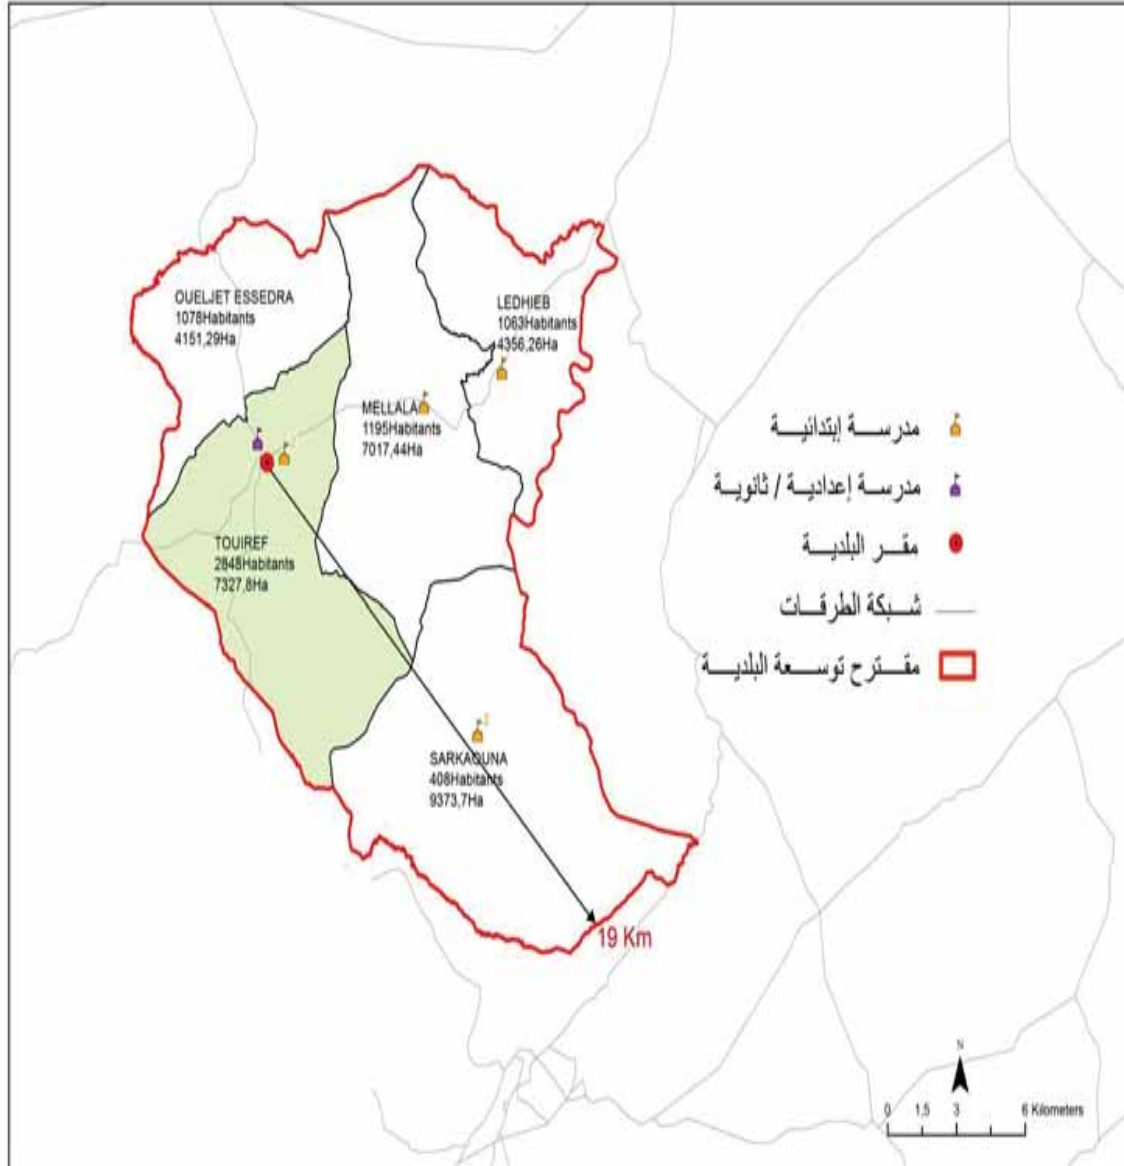 OUELJET ESSEDRA
1078Habitants
4151,29Ha
LEDHIEB
1063Habitants
4356,26Ha
MELLALA
1195Habitants
7017,44Ha
TOUIREF
2848Habitants
7327,8Ha
SARKAOUNA
408Habitants
9373,7Ha
19 Km
مدرسة إبتدائية
مدرسة إعدادية / ثانوية
مقر البلدية
شبكة الطرقات
مقترح توسعة البلدية
N
0 1,5 3 6 Kilometers